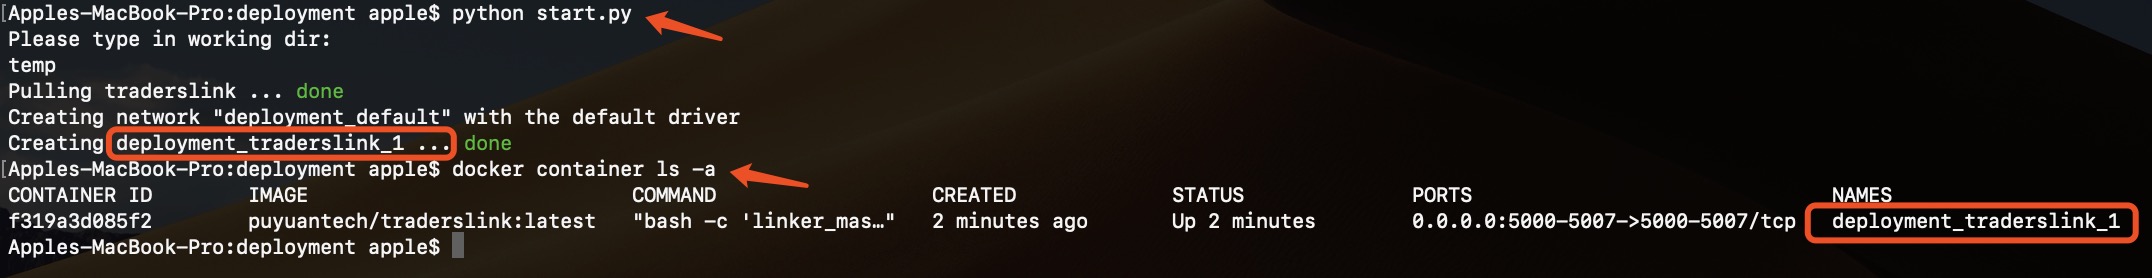 [Apples-MacBook-Pro:deployment apple$ python start.py
Please type in working dir:
temp
Pulling traderslink ... done
Creating network "deployment_default" with the default driver
Creating deployment_traderslink_1 ... done
[Apples-MacBook-Pro:deployment apple$ docker container ls -a
CONTAINER ID IMAGE COMMAND CREATED STATUS PORTS NAMES
f319a3d085f2 puyuantech/traderslink:latest "bash -c 'linker_mas…" 2 minutes ago Up 2 minutes 0.0.0.0:5000-5007->5000-5007/tcp deployment_traderslink_1
Apples-MacBook-Pro:deployment apple$